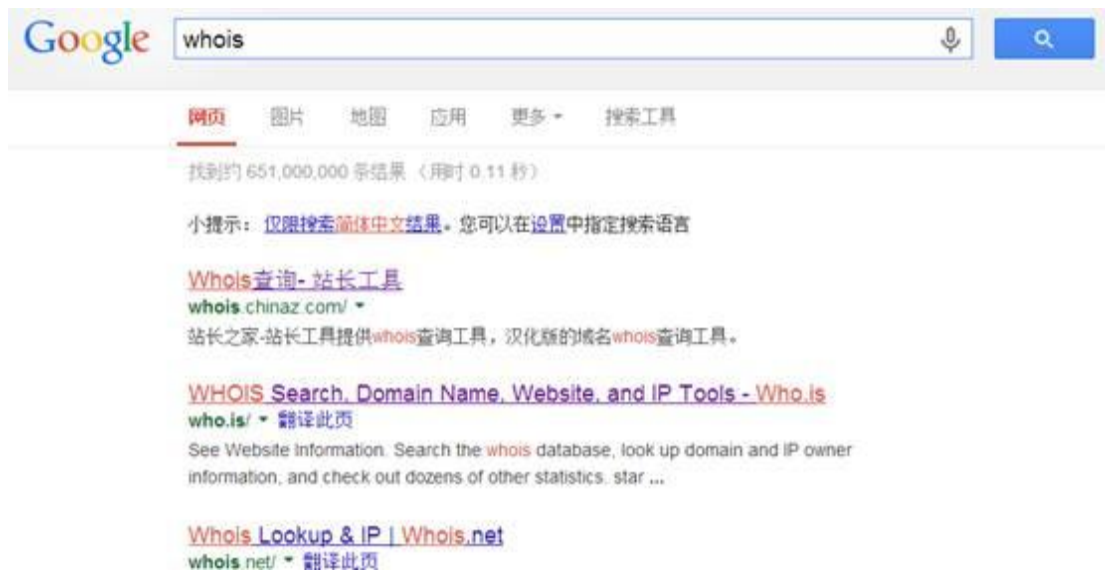 Google whois
网页 图片 地图 应用 更多 搜索工具
找到约 651,000,000 条结果 （用时 0.11 秒）
小提示： 仅限搜索简体中文结果。您可以在设置中指定搜索语言
Whois查询- 站长工具
whois.chinaz.com/
站长之家-站长工具提供whois查询工具，汉化版的域名whois查询工具。
WHOIS Search, Domain Name, Website, and IP Tools - Who.is
who.is/ 翻译此页
See Website Information. Search the whois database, look up domain and IP owner
information, and check out dozens of other statistics. star ...
Whois Lookup & IP | Whois.net
whois.net/ 翻译此页